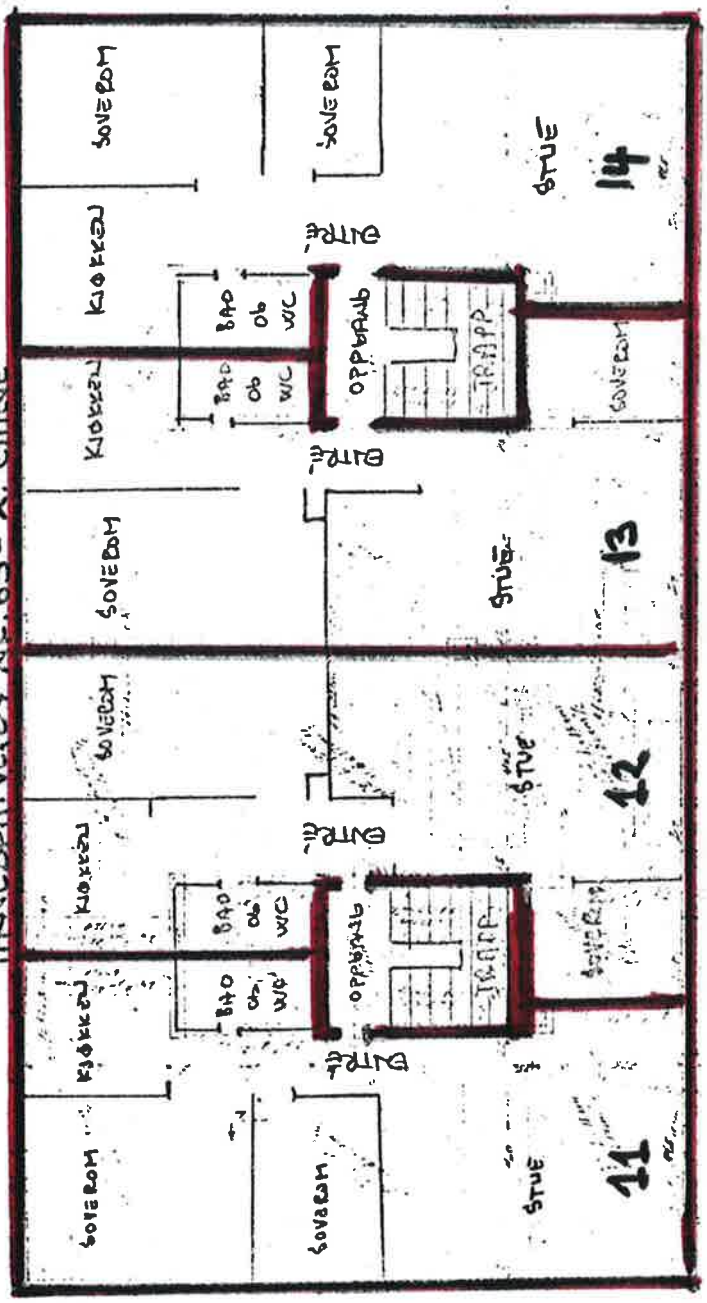 SOVEROM
KJØKKEN
KJØKKEN
SOVEROM
SOVEROM
KJØKKEN
KJØKKEN
SOVEROM
SOVEROM
BAD
OG
WC
BAD
OG
WC
BAD
OG
WC
BAD
OG
WC
SOVEROM
ENTRE
ENTRE
ENTRE
ENTRE
OPPGANG
OPPGANG
TRAPP
TRAPP
STUE
STUE
STUE
STUE
SOVEROM
SOVEROM
11
12
13
14